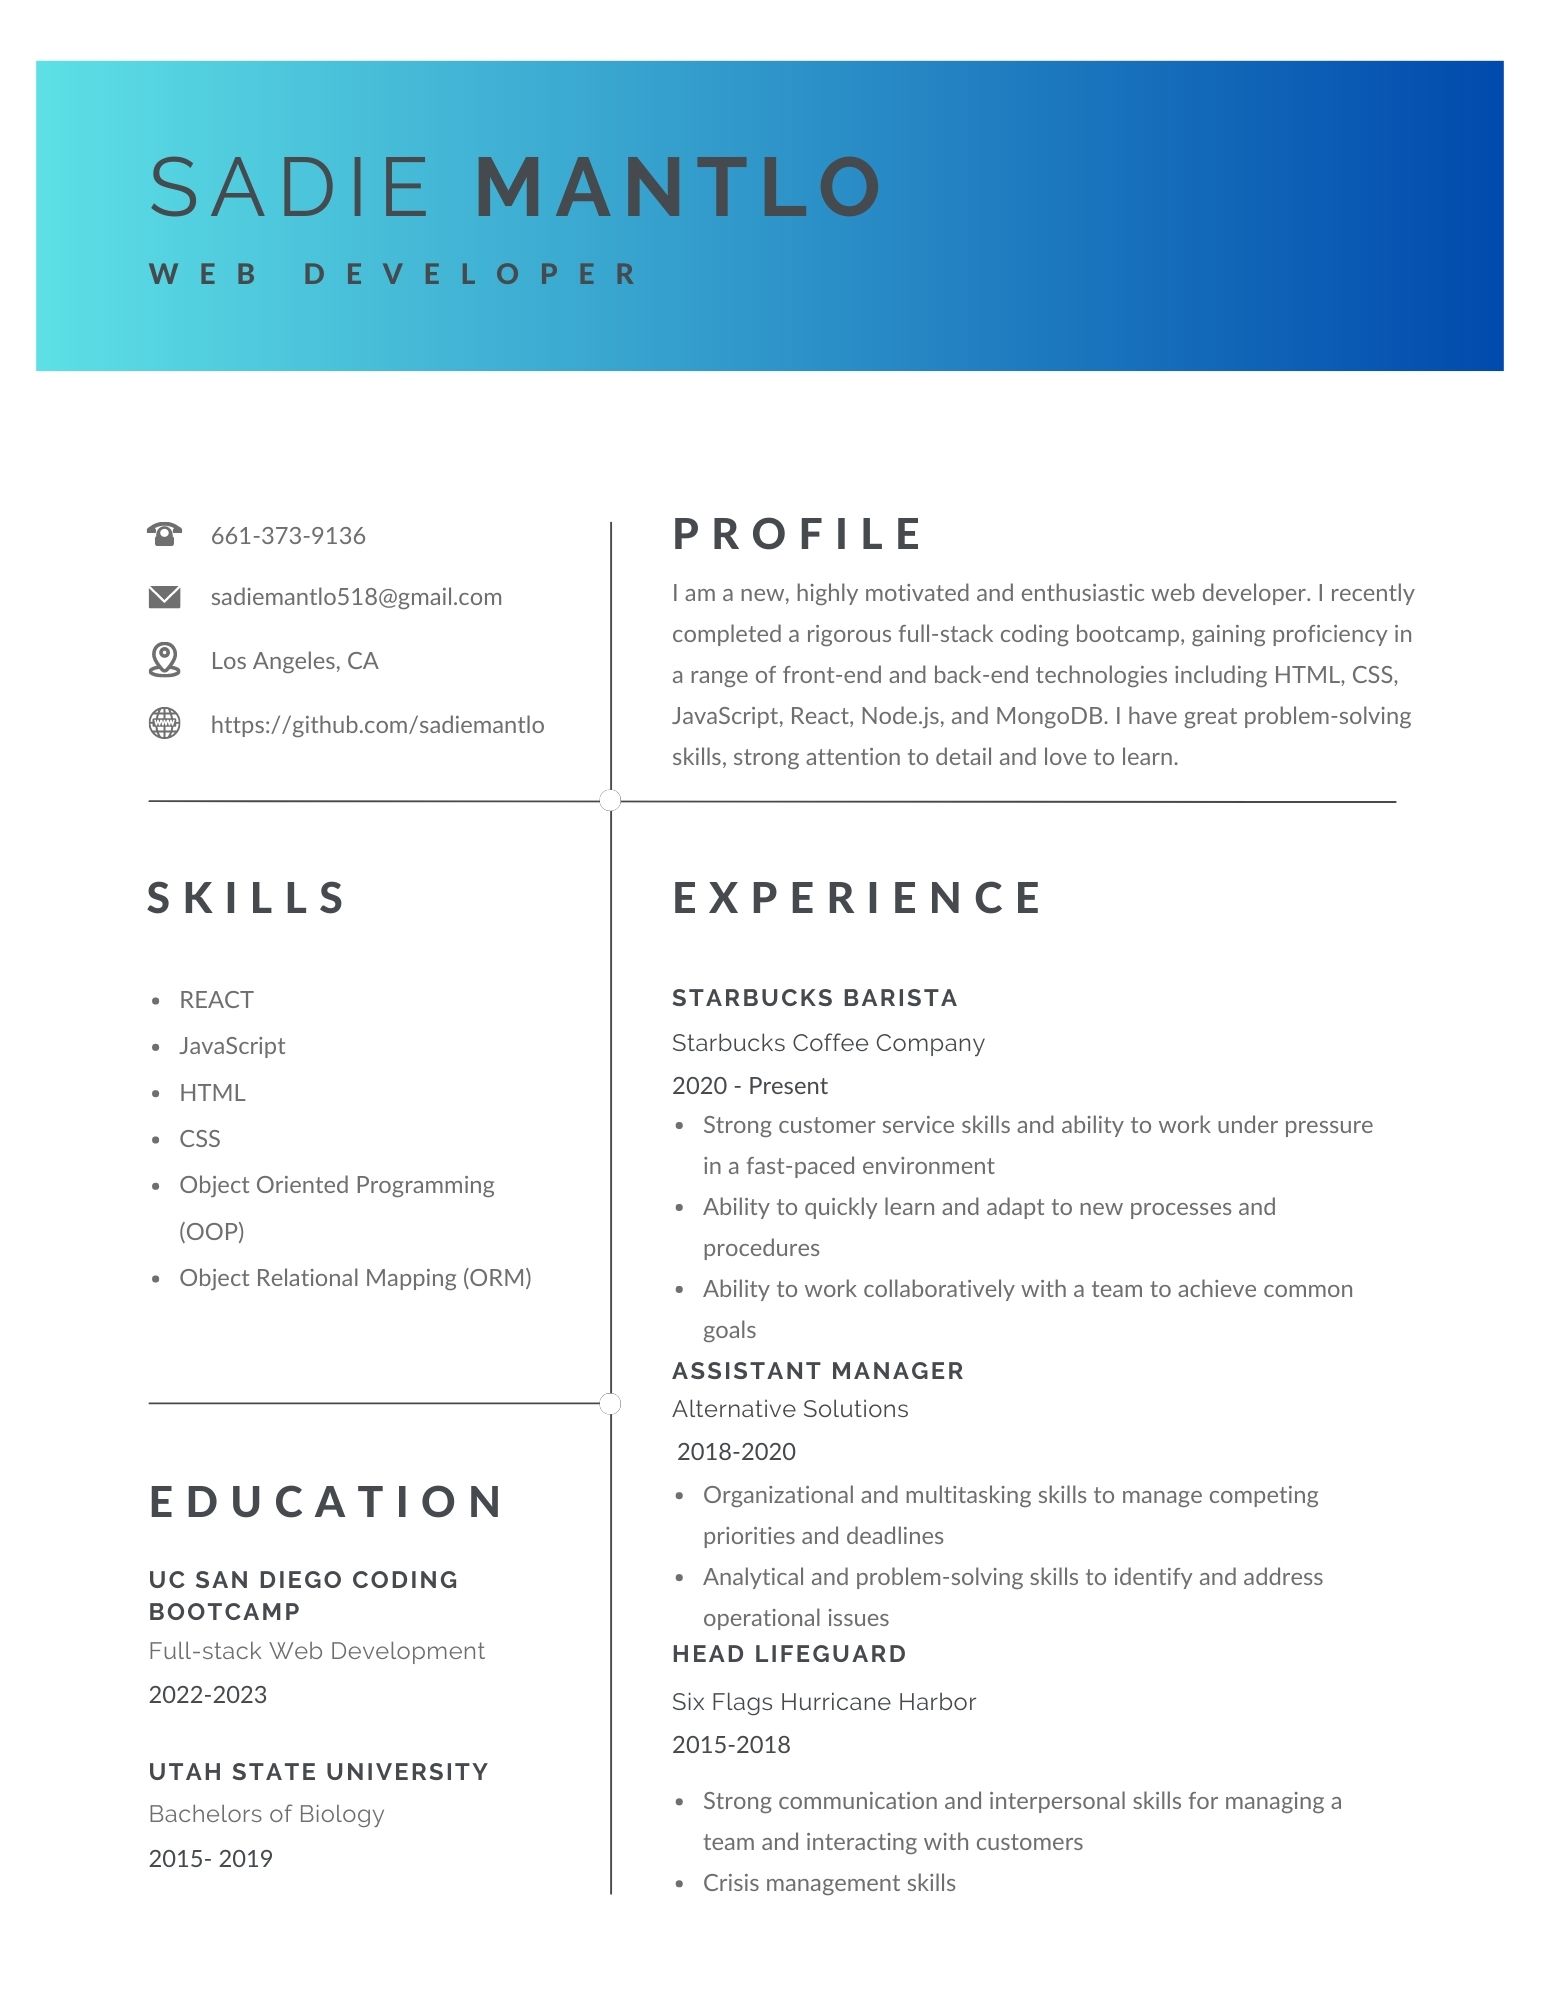 SADIE MANTLO
WEB DEVELOPER
661-373-9136
sadiemantlo518@gmail.com
Los Angeles, CA
https://github.com/sadiemantlo
PROFILE
I am a new, highly motivated and enthusiastic web developer. I recently
completed a rigorous full-stack coding bootcamp, gaining proficiency in
a range of front-end and back-end technologies including HTML, CSS,
JavaScript, React, Node.js, and MongoDB. I have great problem-solving
skills, strong attention to detail and love to learn.
SKILLS
• REACT
• JavaScript
• HTML
• CSS
• Object Oriented Programming
(OOP)
• Object Relational Mapping (ORM)
EDUCATION
UC SAN DIEGO CODING
BOOTCAMP
Full-stack Web Development
2022-2023
UTAH STATE UNIVERSITY
Bachelors of Biology
2015- 2019
EXPERIENCE
STARBUCKS BARISTA
Starbucks Coffee Company
2020 - Present
• Strong customer service skills and ability to work under pressure
in a fast-paced environment
• Ability to quickly learn and adapt to new processes and
procedures
• Ability to work collaboratively with a team to achieve common
goals
ASSISTANT MANAGER
Alternative Solutions
2018-2020
• Organizational and multitasking skills to manage competing
priorities and deadlines
• Analytical and problem-solving skills to identify and address
operational issues
HEAD LIFEGUARD
Six Flags Hurricane Harbor
2015-2018
• Strong communication and interpersonal skills for managing a
team and interacting with customers
• Crisis management skills